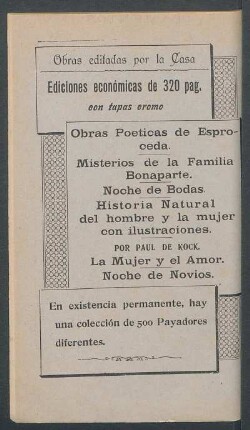 Obras editadas por la Casa
Ediciones económicas de 320 pag.
con tapas cromo
Obras Poeticas de Espro-
ceda.
Misterios de la Familia
Bonaparte.
Noche de Bodas
Historia Natural
del hombre y la mujer
con ilustraciones.
POR PAUL DE KOCK.
La Mujer y el Amor.
Noche de Novios.
En existencia permanente, hay
una colección de 500 Payadores
diferentes.